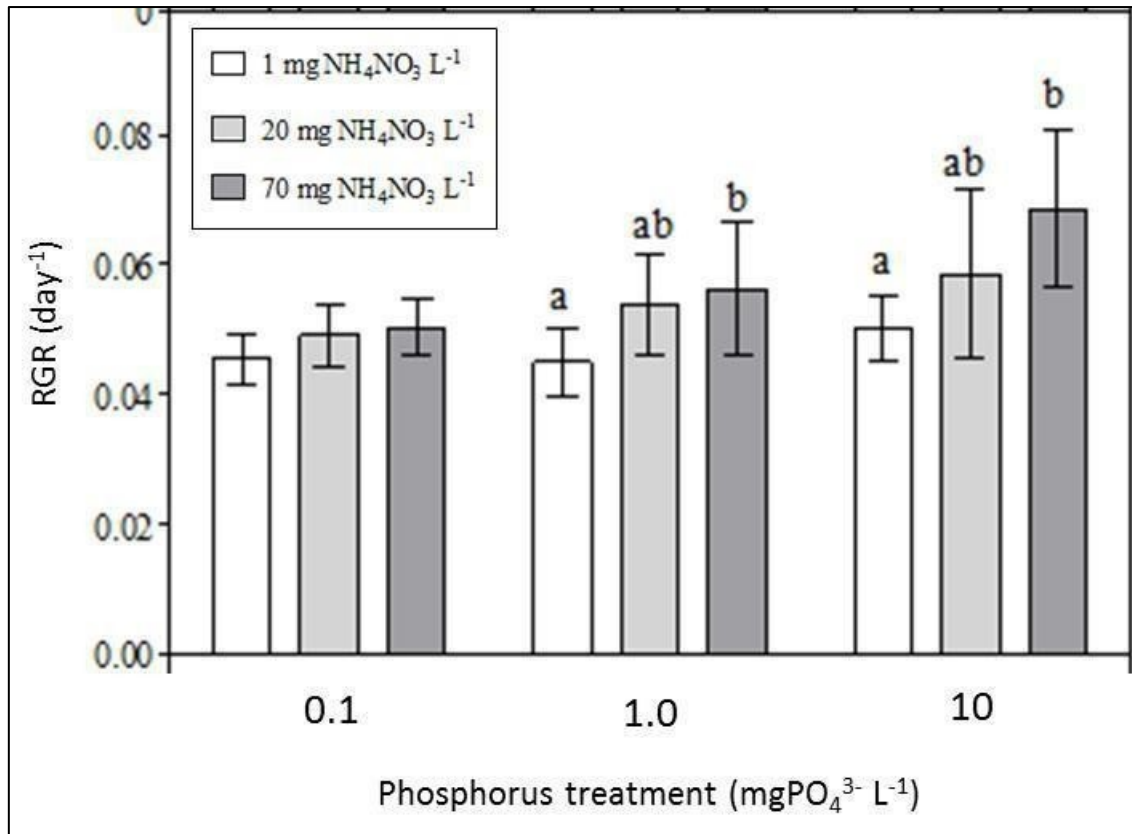 0
1 mg NH₄NO₃ L⁻¹
20 mg NH₄NO₃ L⁻¹
70 mg NH₄NO₃ L⁻¹
b
0.08
ab
b
ab
0.06
a
a
RGR (day⁻¹)
0.04
0.02
0.00
0.1 1.0 10
Phosphorus treatment (mgPO₄³⁻ L⁻¹)